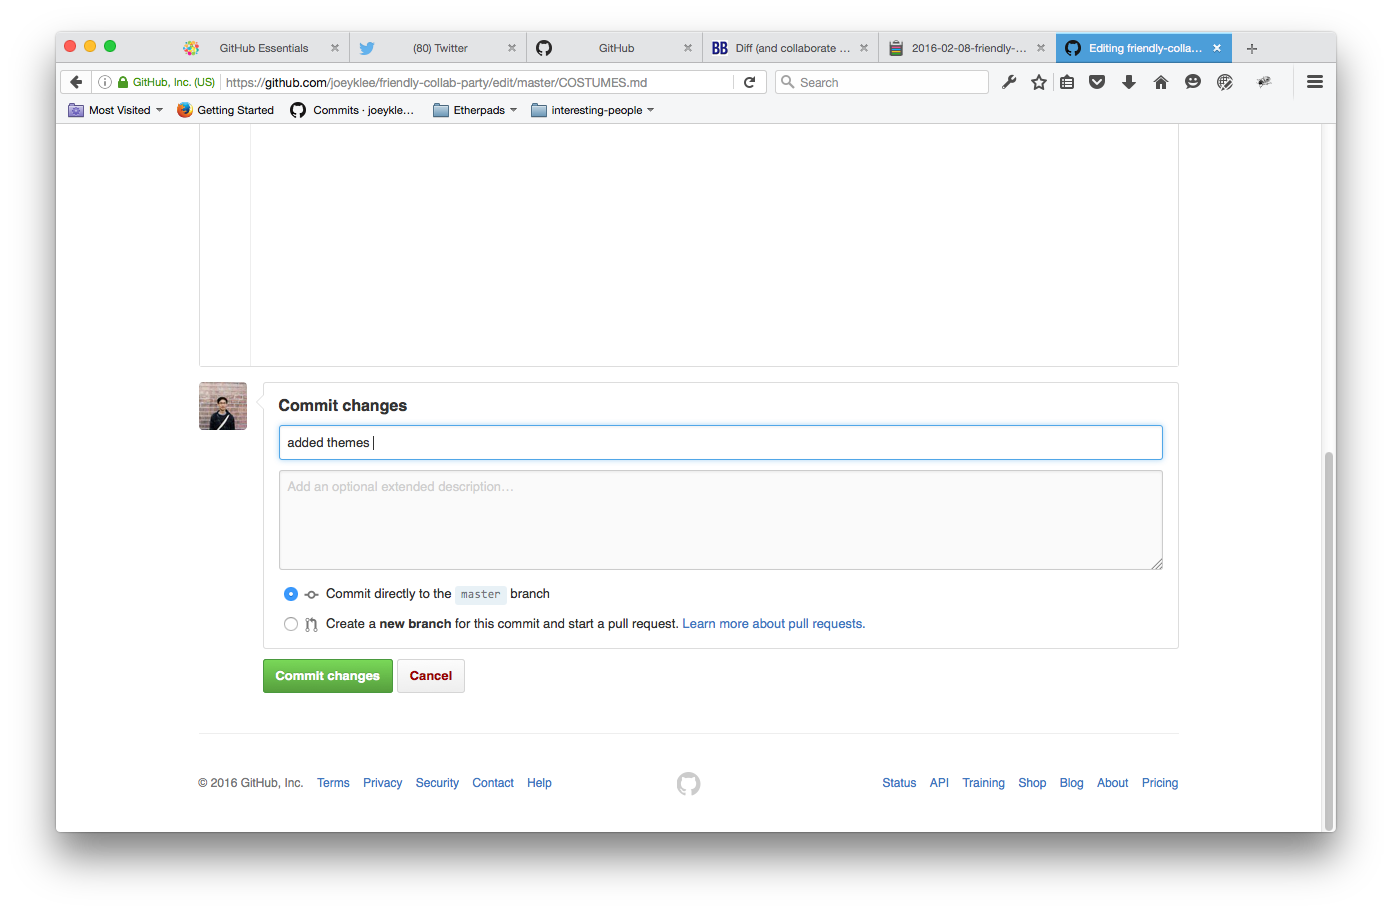 GitHub Essentials
(80) Twitter
GitHub
BB Diff (and collaborate ...
2016-02-08-friendly-...
Editing friendly-colla...
GitHub, Inc. (US) https://github.com/joeyklee/friendly-collab-party/edit/master/COSTUMES.md
Search
Most Visited
Getting Started
Commits · joeykle...
Etherpads
interesting-people
Commit changes
added themes
Add an optional extended description...
Commit directly to the master branch
Create a new branch for this commit and start a pull request. Learn more about pull requests.
Commit changes
Cancel
© 2016 GitHub, Inc. Terms Privacy Security Contact Help
Status API Training Shop Blog About Pricing